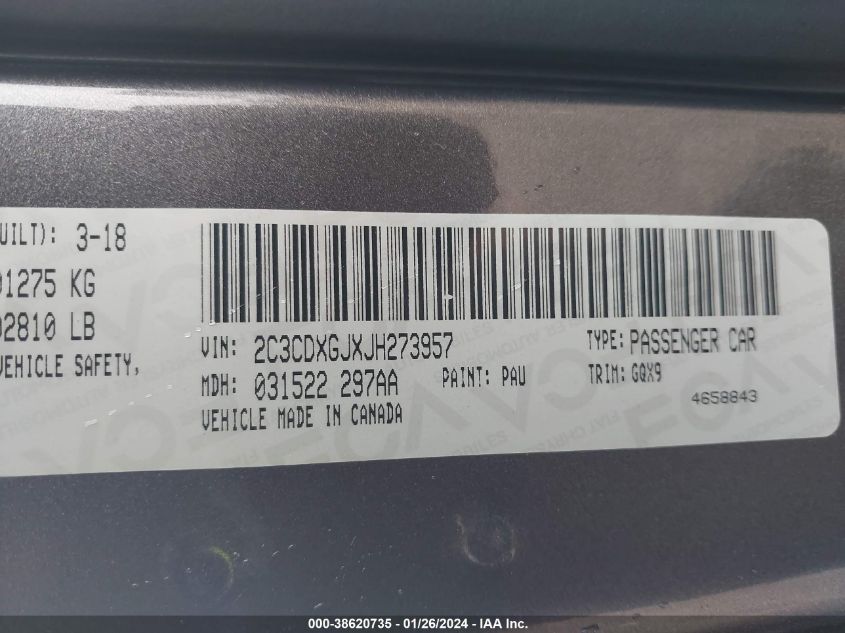 UILT): 3-18
01275 KG
02810 LB
VEHICLE SAFETY,
VIN: 2C3CDXGJXJH273957
TYPE: PASSENGER CAR
MDH: 031522 297AA
PAINT: PAU
TRIM: GQX9
VEHICLE MADE IN CANADA
4658843
000-38620735 - 01/26/2024 - IAA Inc.